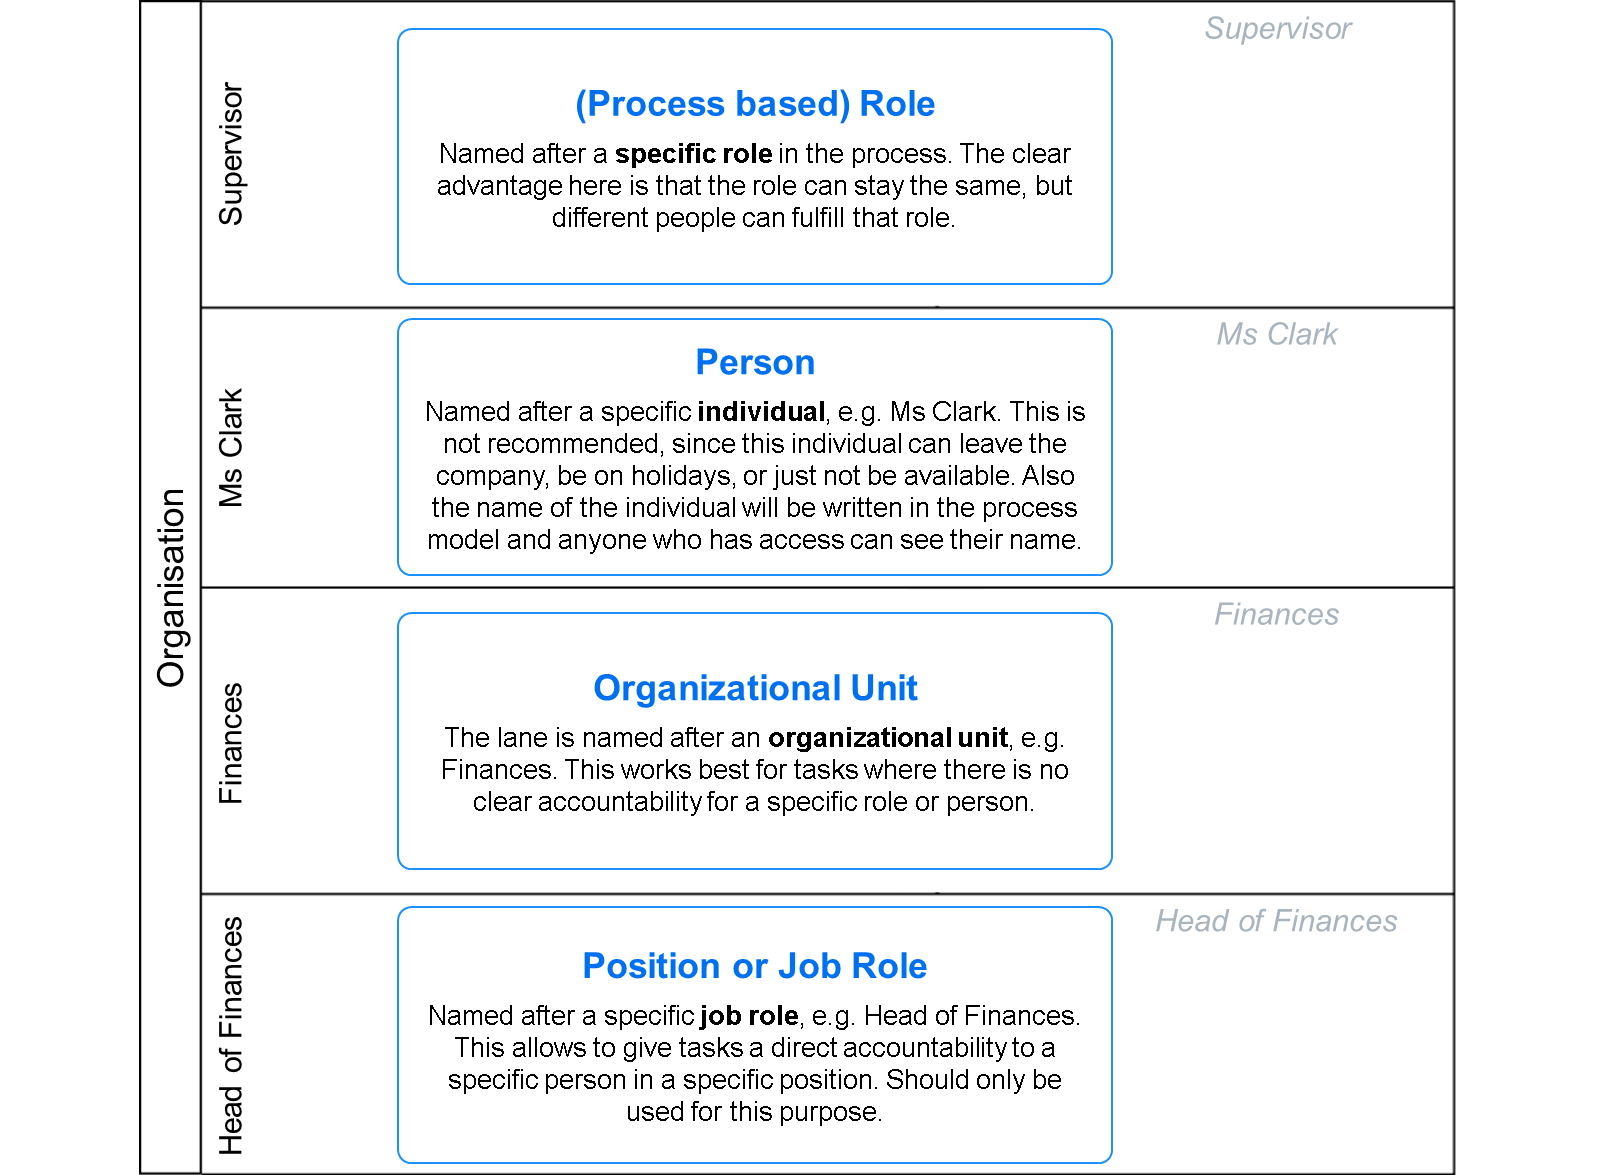 Organisation
Supervisor
Supervisor
(Process based) Role
Named after a specific role in the process. The clear
advantage here is that the role can stay the same, but
different people can fulfill that role.
Ms Clark
Ms Clark
Person
Named after a specific individual, e.g. Ms Clark. This is
not recommended, since this individual can leave the
company, be on holidays, or just not be available. Also
the name of the individual will be written in the process
model and anyone who has access can see their name.
Finances
Finances
Organizational Unit
The lane is named after an organizational unit, e.g.
Finances. This works best for tasks where there is no
clear accountability for a specific role or person.
Head of Finances
Head of Finances
Position or Job Role
Named after a specific job role, e.g. Head of Finances.
This allows to give tasks a direct accountability to a
specific person in a specific position. Should only be
used for this purpose.